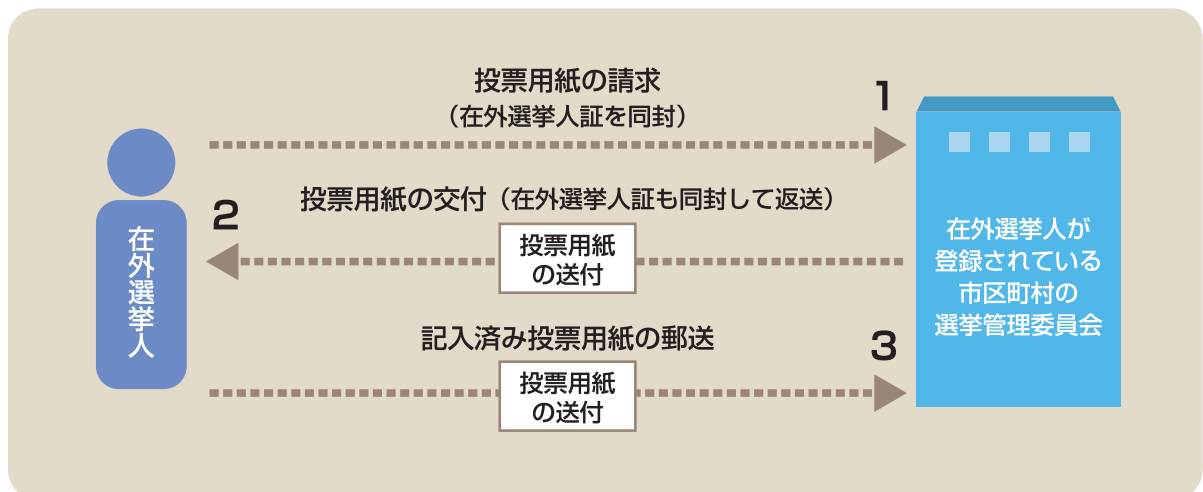 投票用紙の請求
（在外選挙人証を同封）
1
投票用紙の交付（在外選挙人証も同封して返送）
2
投票用紙
の送付
記入済み投票用紙の郵送
3
投票用紙
の送付
在外選挙人
在外選挙人が
登録されている
市区町村の
選挙管理委員会